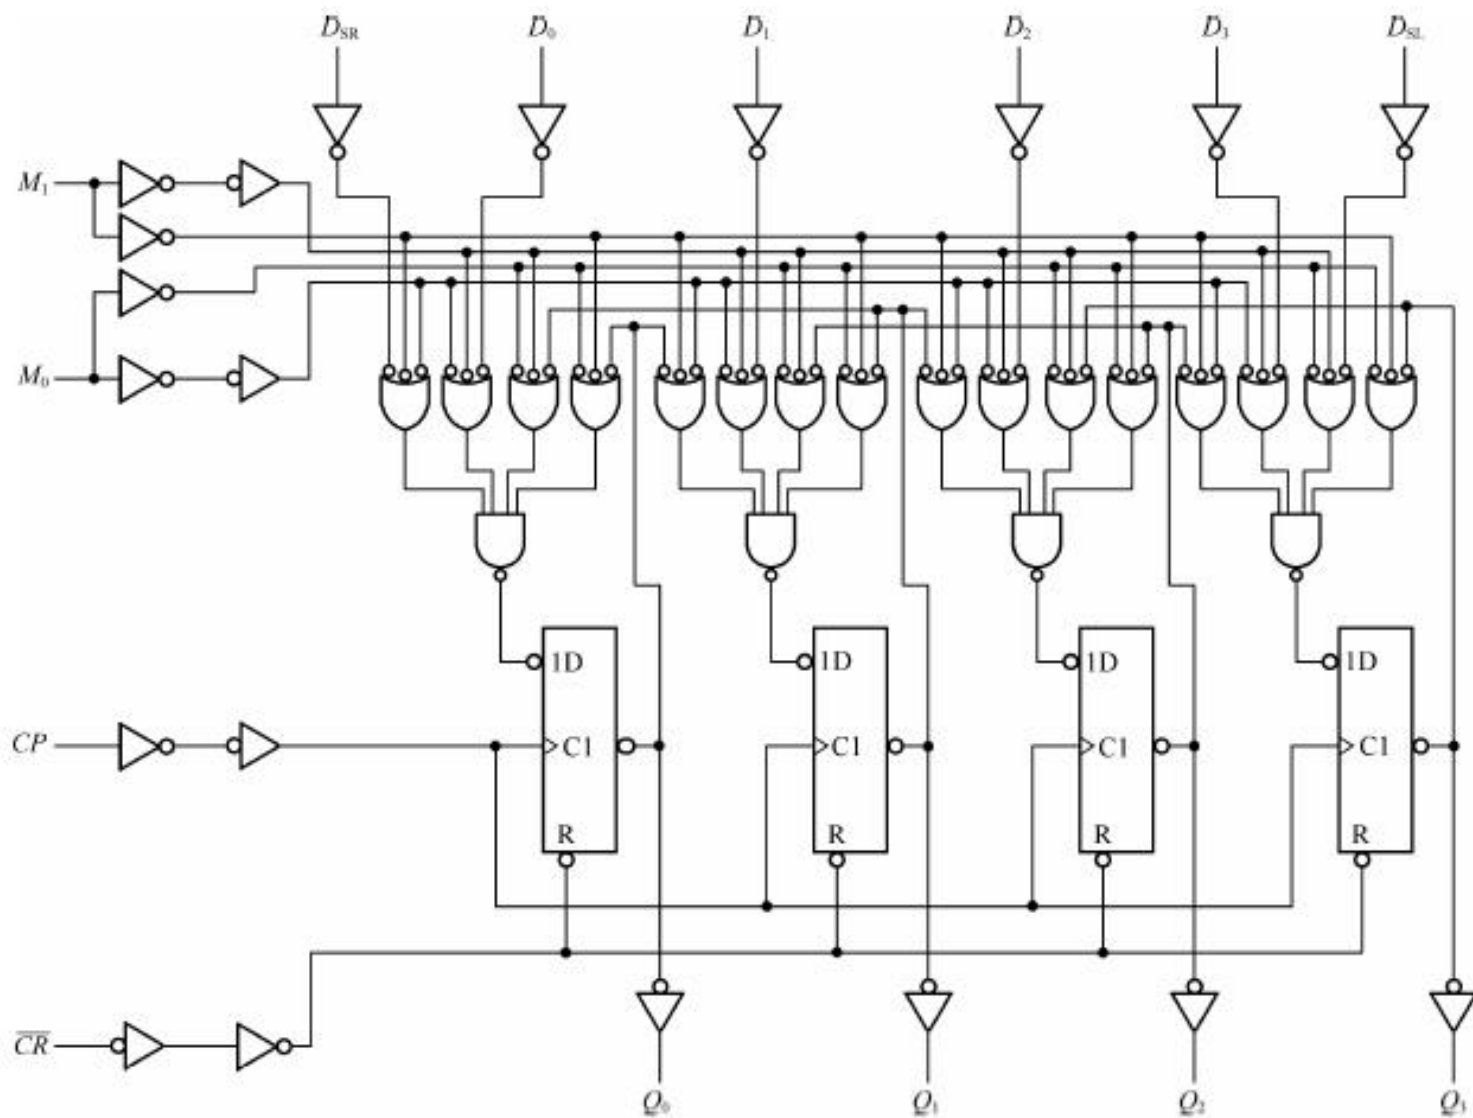 D_SR D_0 D_1 D_2 D_3 D_SL
M_1
M_0
1D 1D 1D 1D
CP C1 C1 C1 C1
R R R R
\overline{CR}
Q_0 Q_1 Q_2 Q_3